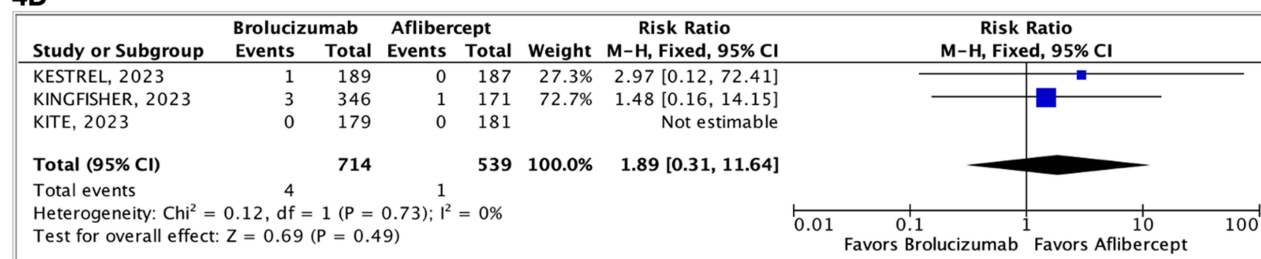 4D
Brolucizumab Aflibercept Risk Ratio Risk Ratio
Study or Subgroup Events Total Events Total Weight M-H, Fixed, 95% CI M-H, Fixed, 95% CI
KESTREL, 2023 1 189 0 187 27.3% 2.97 [0.12, 72.41]
KINGFISHER, 2023 3 346 1 171 72.7% 1.48 [0.16, 14.15]
KITE, 2023 0 179 0 181 Not estimable
Total (95% CI) 714 539 100.0% 1.89 [0.31, 11.64]
Total events 4 1
Heterogeneity: Chi² = 0.12, df = 1 (P = 0.73); I² = 0%
Test for overall effect: Z = 0.69 (P = 0.49)
0.01 0.1 1 10 100
Favors Brolucizumab Favors Aflibercept